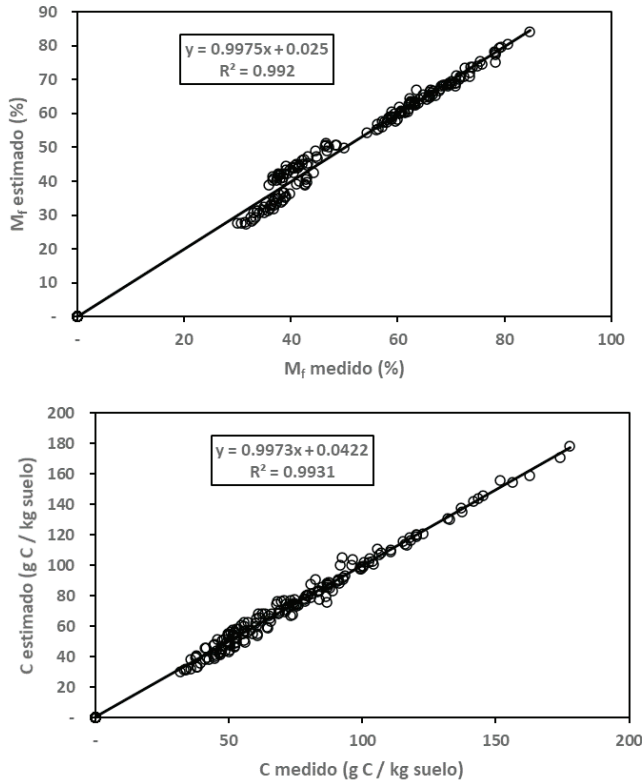 90
80
70
60
50
40
30
20
10
-
M_f estimado (%)
y = 0.9975x + 0.025
R² = 0.992
- 20 40 60 80 100
M_f medido (%)
200
180
160
140
120
100
80
60
40
20
-
C estimado (g C / kg suelo)
y = 0.9973x + 0.0422
R² = 0.9931
- 50 100 150 200
C medido (g C / kg suelo)